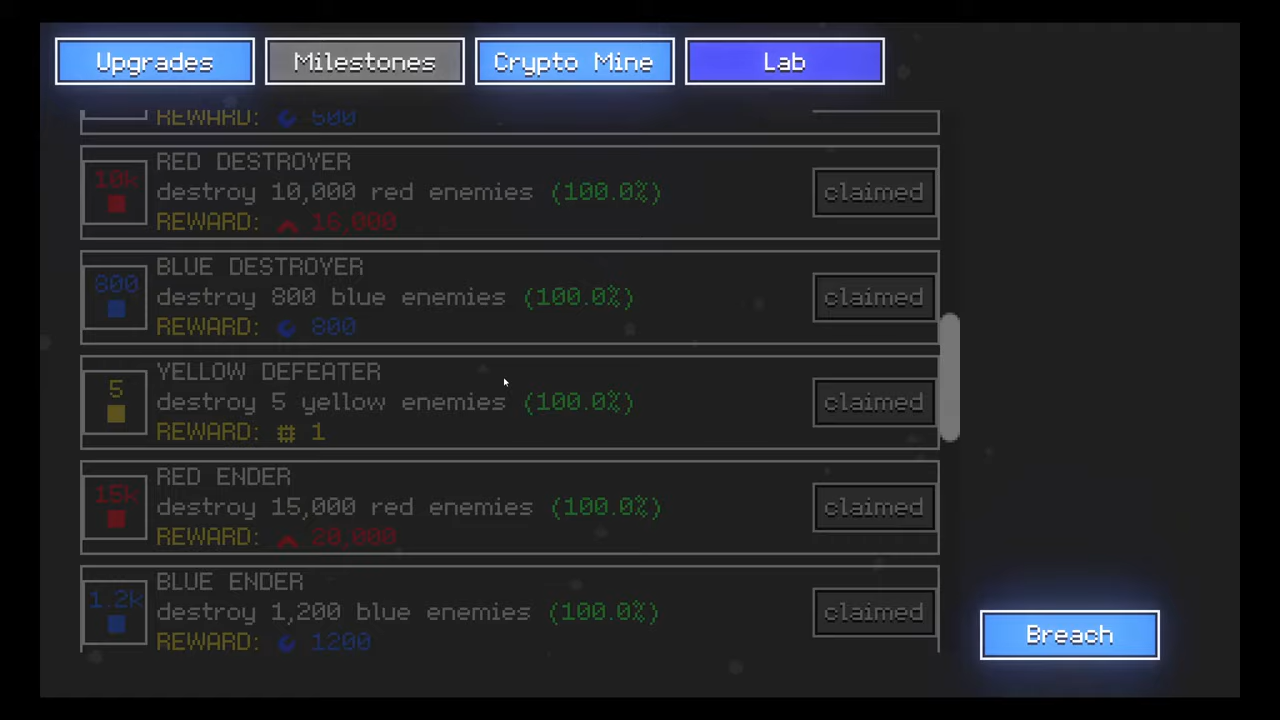 Upgrades
Milestones
Crypto Mine
Lab
REWARD: 500
RED DESTROYER
10k
destroy 10,000 red enemies (100.0%)
claimed
REWARD: 16,000
BLUE DESTROYER
800
destroy 800 blue enemies (100.0%)
claimed
REWARD: 800
YELLOW DEFEATER
5
destroy 5 yellow enemies (100.0%)
claimed
REWARD: 1
RED ENDER
15k
destroy 15,000 red enemies (100.0%)
claimed
REWARD: 20,000
BLUE ENDER
1.2k
destroy 1,200 blue enemies (100.0%)
claimed
REWARD: 1200
Breach